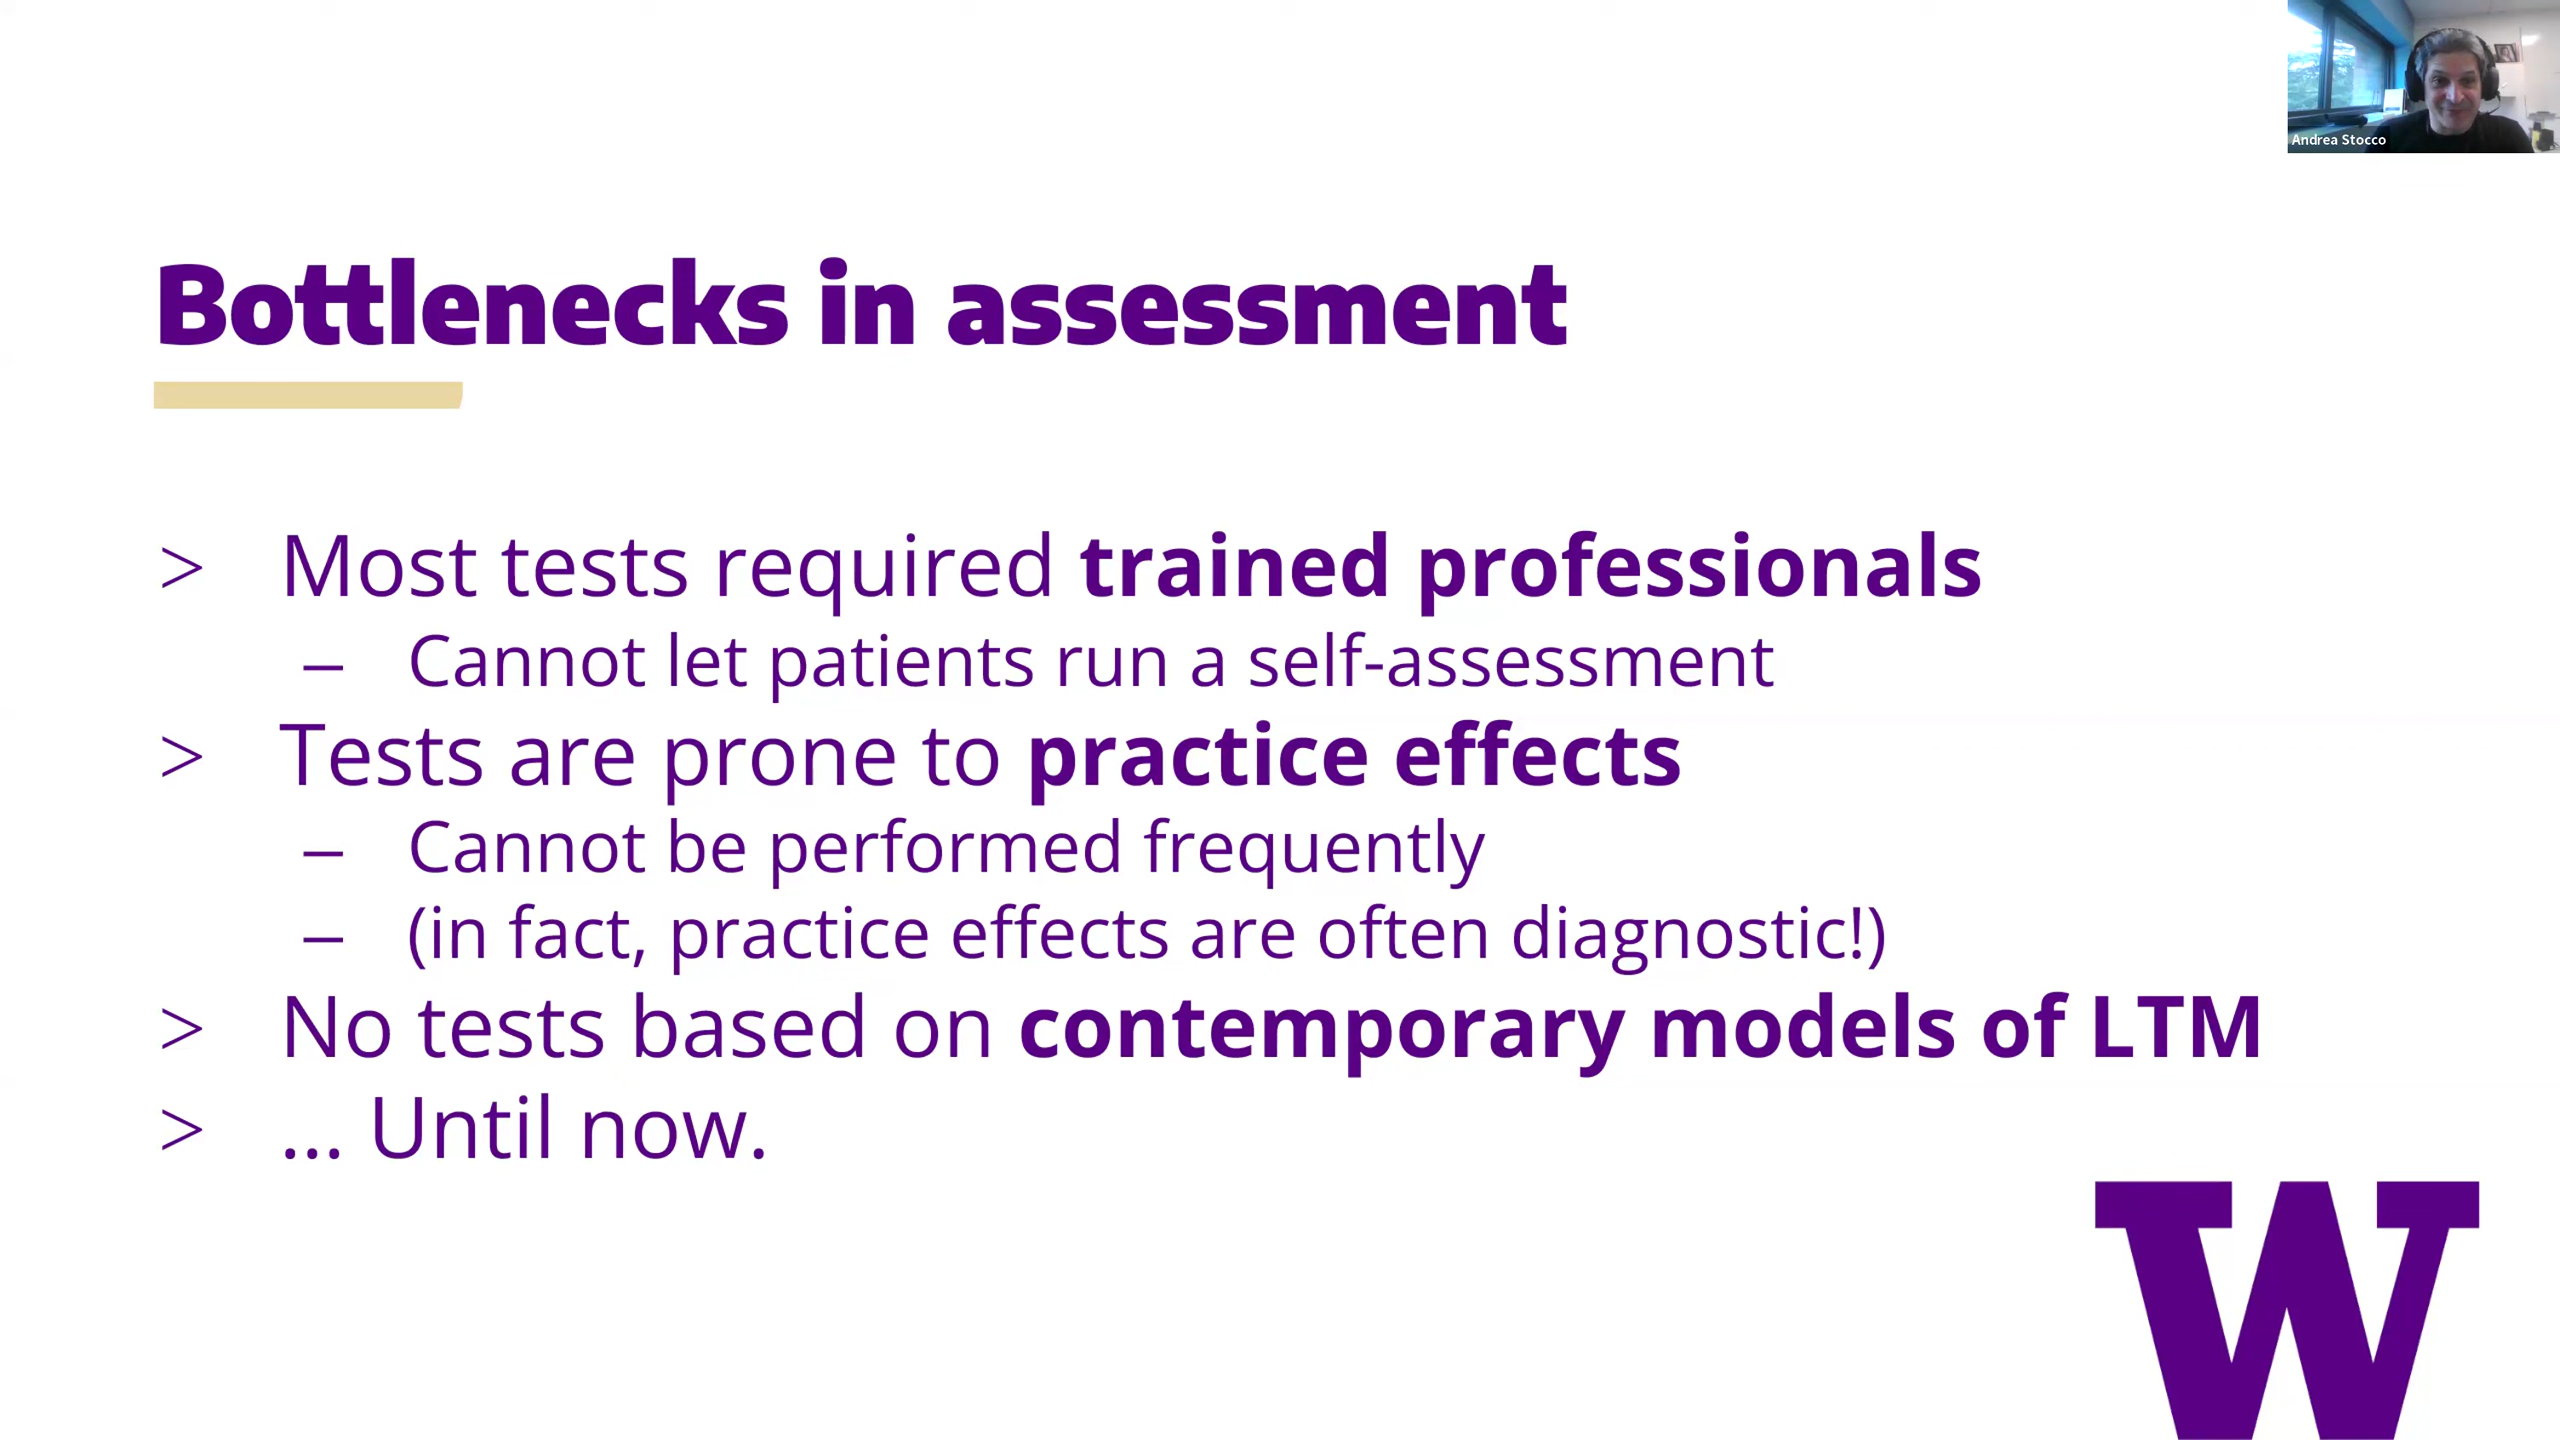 Andrea Stocco
Bottlenecks in assessment
> Most tests required trained professionals
– Cannot let patients run a self-assessment
> Tests are prone to practice effects
– Cannot be performed frequently
– (in fact, practice effects are often diagnostic!)
> No tests based on contemporary models of LTM
> ... Until now.
W